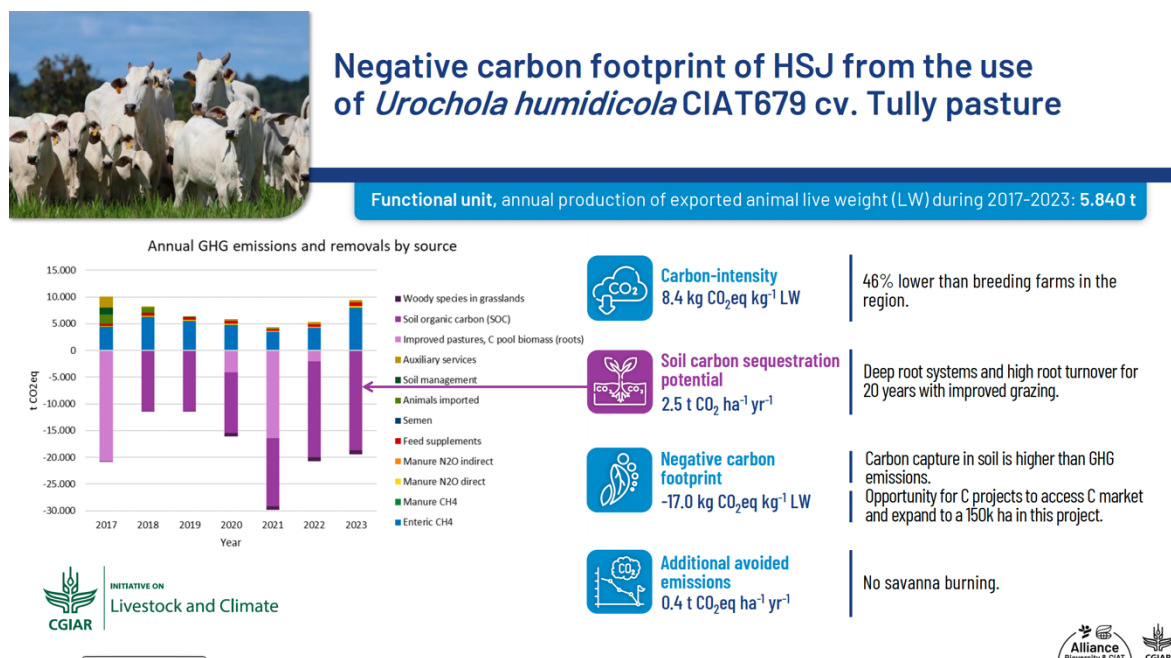 Negative carbon footprint of HSJ from the use
of Urochola humidicola CIAT679 cv. Tully pasture
Functional unit, annual production of exported animal live weight (LW) during 2017-2023: 5.840 t
Annual GHG emissions and removals by source
15.000
10.000
5.000
0
-5.000
-10.000
-15.000
-20.000
-25.000
-30.000
t CO2eq
2017 2018 2019 2020 2021 2022 2023
Year
Woody species in grasslands
Soil organic carbon (SOC)
Improved pastures, C pool biomass (roots)
Auxiliary services
Soil management
Animals imported
Semen
Feed supplements
Manure N2O indirect
Manure N2O direct
Manure CH4
Enteric CH4
CO₂
Carbon-intensity
8.4 kg CO₂eq kg⁻¹ LW
46% lower than breeding farms in the
region.
CO₂ CO₂
Soil carbon sequestration
potential
2.5 t CO₂ ha⁻¹ yr⁻¹
Deep root systems and high root turnover for
20 years with improved grazing.
Negative carbon
footprint
-17.0 kg CO₂eq kg⁻¹ LW
Carbon capture in soil is higher than GHG
emissions.
Opportunity for C projects to access C market
and expand to a 150k ha in this project.
CO₂
Additional avoided
emissions
0.4 t CO₂eq ha⁻¹ yr⁻¹
No savanna burning.
CGIAR
INITIATIVE ON
Livestock and Climate
Alliance
CGIAR